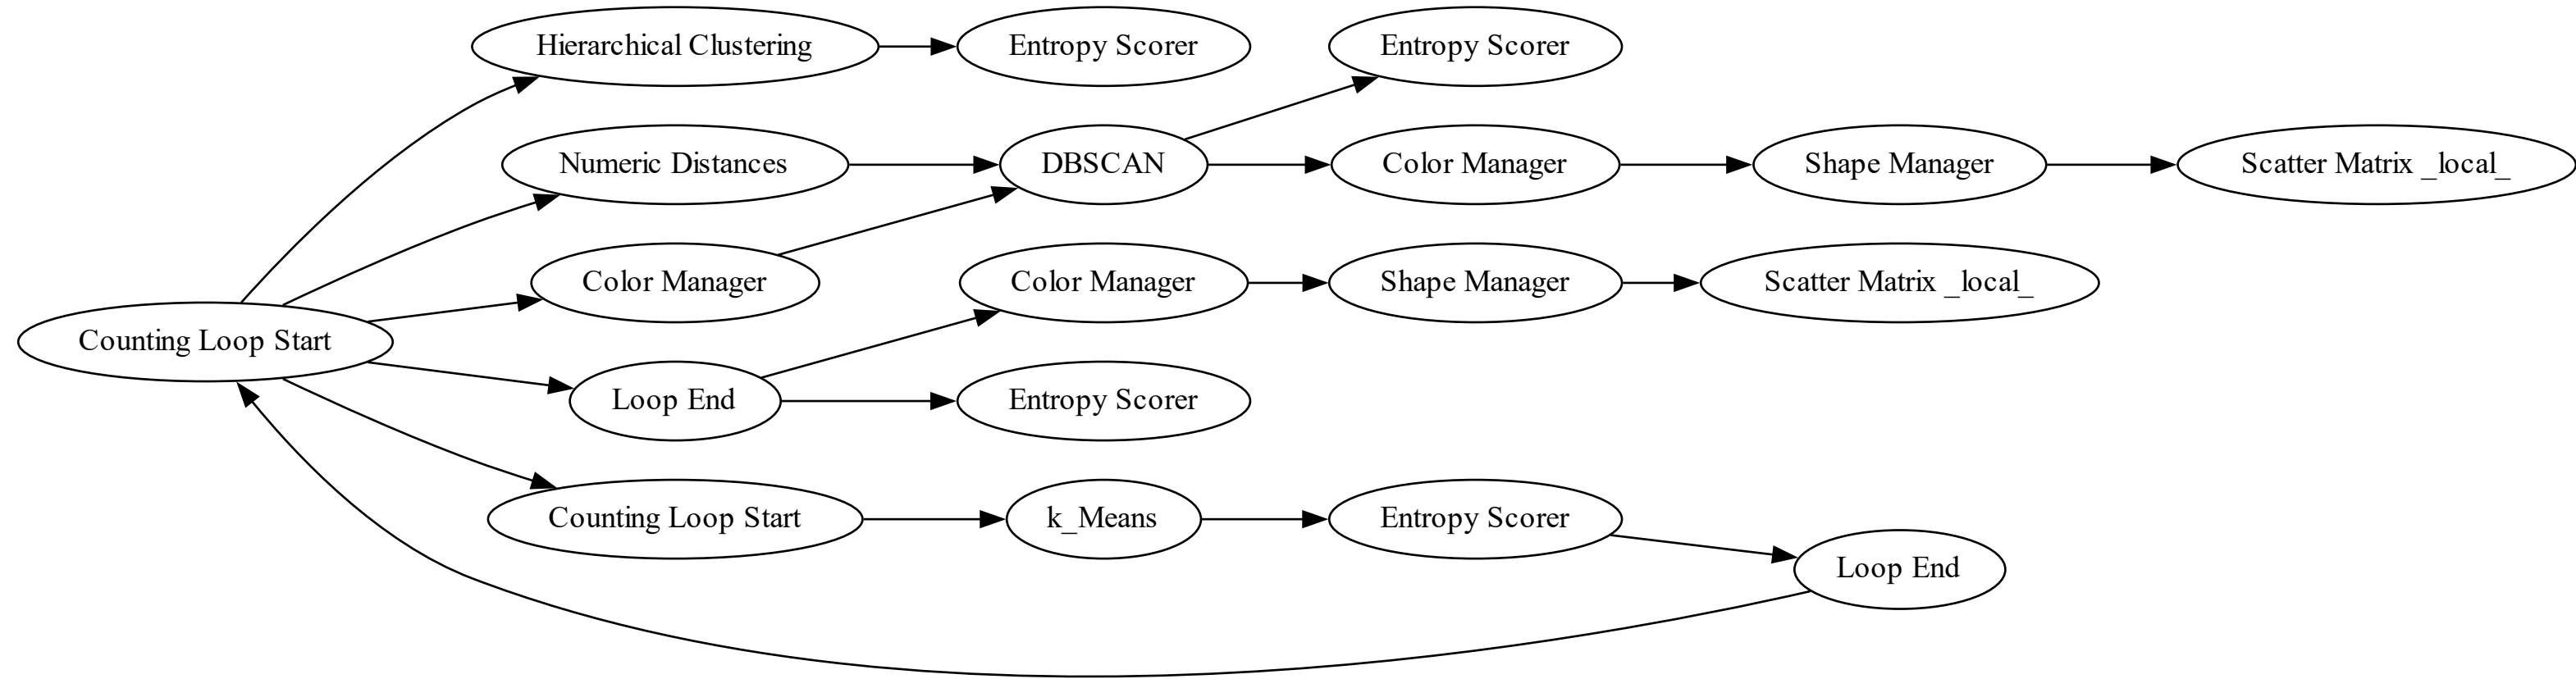 Hierarchical Clustering
Entropy Scorer
Entropy Scorer
Numeric Distances
DBSCAN
Color Manager
Shape Manager
Scatter Matrix _local_
Color Manager
Color Manager
Shape Manager
Scatter Matrix _local_
Counting Loop Start
Loop End
Entropy Scorer
Counting Loop Start
k_Means
Entropy Scorer
Loop End